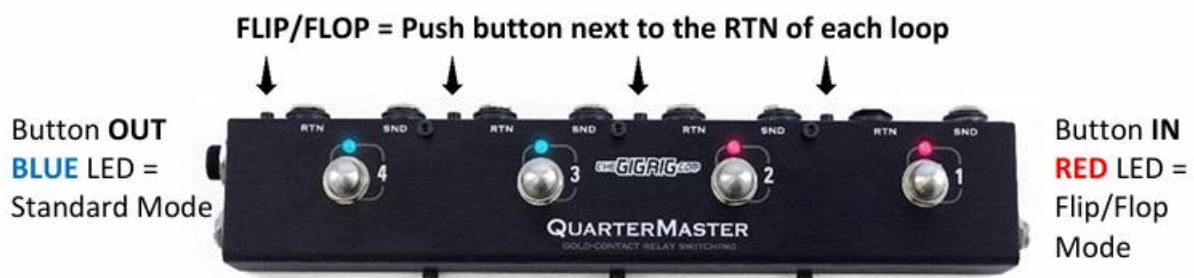 FLIP/FLOP = Push button next to the RTN of each loop
Button OUT
BLUE LED =
Standard Mode
Button IN
RED LED =
Flip/Flop
Mode
RTN SND RTN SND RTN SND RTN SND
4 3 THEGIGRIG.COM 2 1
QUARTERMASTER
GOLD-CONTACT RELAY SWITCHING